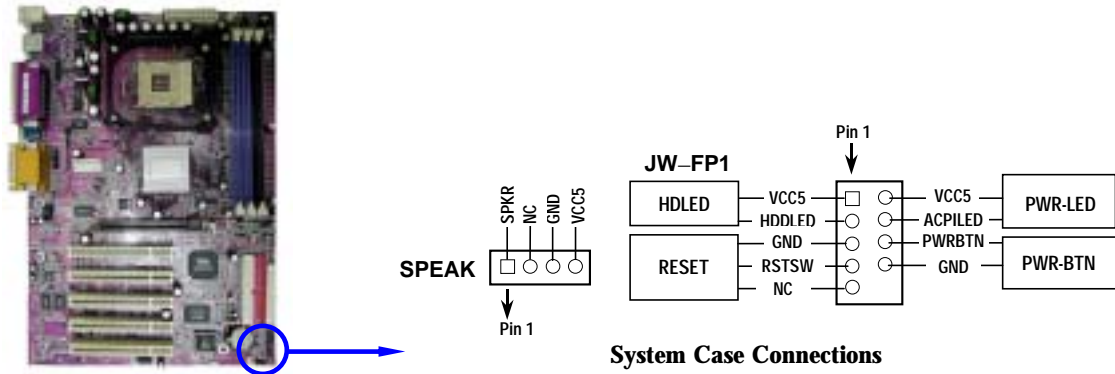 SPKR
NC
GND
VCC5
SPEAK
Pin 1
Pin 1
JW–FP1
HDLED
VCC5
HDDLED
RESET
GND
RSTSW
NC
VCC5
ACPILED
PWR-LED
PWRBTN
GND
PWR-BTN
System Case Connections